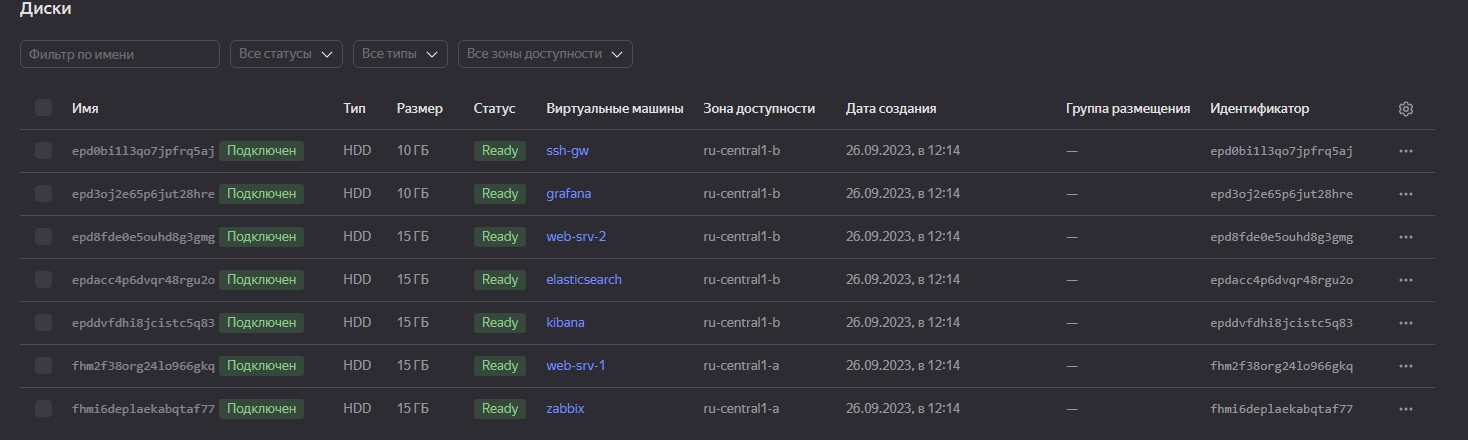 Диски
Фильтр по имени Все статусы Все типы Все зоны доступности
Имя Тип Размер Статус Виртуальные машины Зона доступности Дата создания Группа размещения Идентификатор
epd0bi1l3qo7jpfrq5aj Подключен HDD 10 ГБ Ready ssh-gw ru-central1-b 26.09.2023, в 12:14 — epd0bi1l3qo7jpfrq5aj
epd3oj2e65p6jut28hre Подключен HDD 10 ГБ Ready grafana ru-central1-b 26.09.2023, в 12:14 — epd3oj2e65p6jut28hre
epd8fde0e5ouhd8g3gmg Подключен HDD 15 ГБ Ready web-srv-2 ru-central1-b 26.09.2023, в 12:14 — epd8fde0e5ouhd8g3gmg
epdacc4p6dvqr48rgu2o Подключен HDD 15 ГБ Ready elasticsearch ru-central1-b 26.09.2023, в 12:14 — epdacc4p6dvqr48rgu2o
epddvfdhi8jcistc5q83 Подключен HDD 15 ГБ Ready kibana ru-central1-b 26.09.2023, в 12:14 — epddvfdhi8jcistc5q83
fhm2f38org24lo966gkq Подключен HDD 15 ГБ Ready web-srv-1 ru-central1-a 26.09.2023, в 12:14 — fhm2f38org24lo966gkq
fhmi6deplaekabqtaf77 Подключен HDD 15 ГБ Ready zabbix ru-central1-a 26.09.2023, в 12:14 — fhmi6deplaekabqtaf77